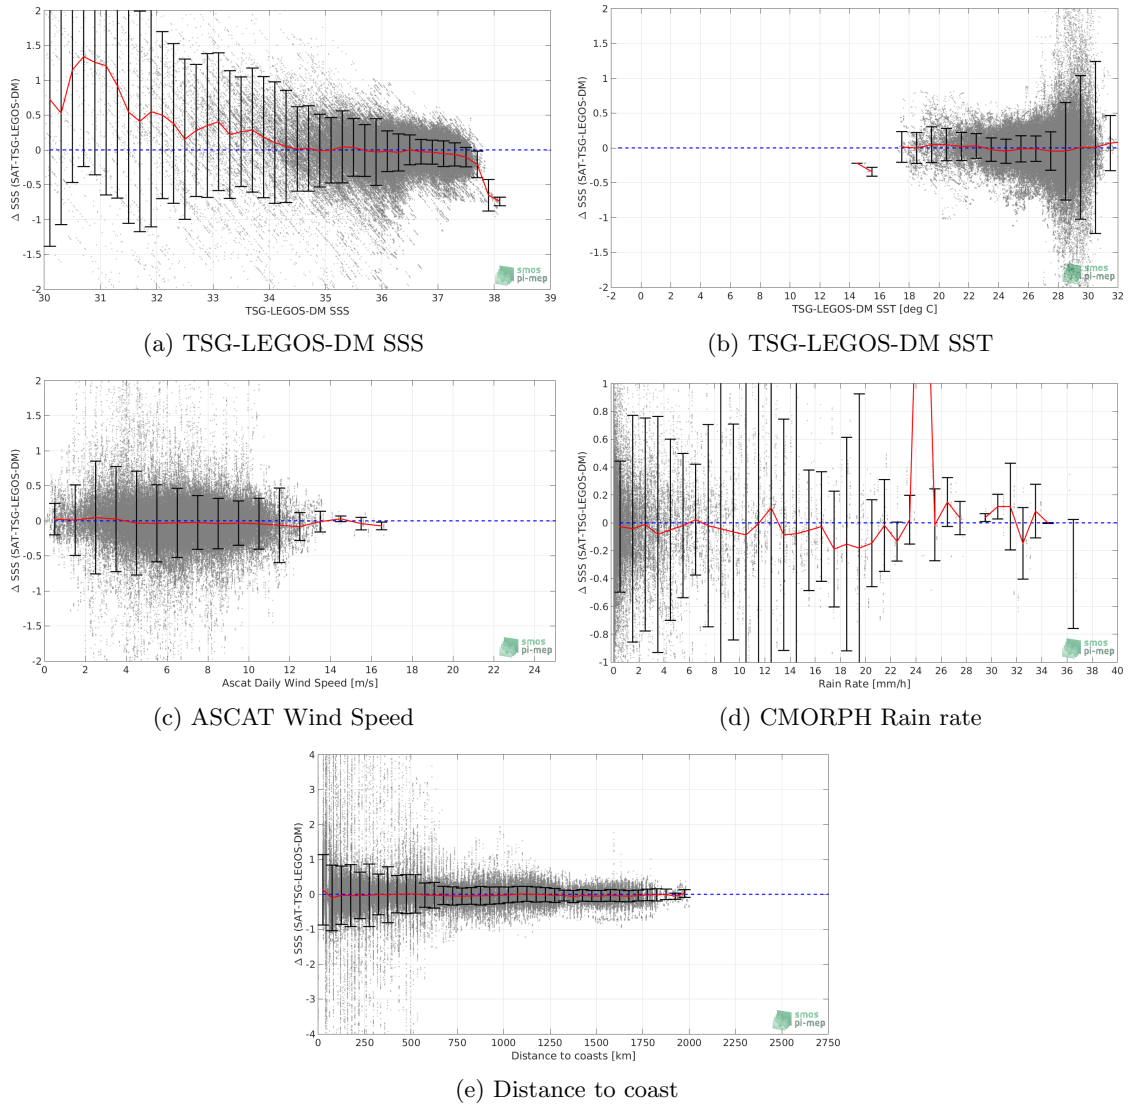 Δ SSS (SAT-TSG-LEGOS-DM)
2
1.5
1
0.5
0
-0.5
-1
-1.5
-2
30 31 32 33 34 35 36 37 38 39
TSG-LEGOS-DM SSS
smos
pi-mep
(a) TSG-LEGOS-DM SSS
Δ SSS (SAT-TSG-LEGOS-DM)
2
1.5
1
0.5
0
-0.5
-1
-1.5
-2
-2 0 2 4 6 8 10 12 14 16 18 20 22 24 26 28 30 32
TSG-LEGOS-DM SST [deg C]
smos
pi-mep
(b) TSG-LEGOS-DM SST
Δ SSS (SAT-TSG-LEGOS-DM)
2
1.5
1
0.5
0
-0.5
-1
-1.5
-2
0 2 4 6 8 10 12 14 16 18 20 22 24
Ascat Daily Wind Speed [m/s]
smos
pi-mep
(c) ASCAT Wind Speed
Δ SSS (SAT-TSG-LEGOS-DM)
1
0.8
0.6
0.4
0.2
0
-0.2
-0.4
-0.6
-0.8
-1
0 2 4 6 8 10 12 14 16 18 20 22 24 26 28 30 32 34 36 38 40
Rain Rate [mm/h]
smos
pi-mep
(d) CMORPH Rain rate
Δ SSS (SAT-TSG-LEGOS-DM)
4
3
2
1
0
-1
-2
-3
-4
0 250 500 750 1000 1250 1500 1750 2000 2250 2500 2750
Distance to coasts [km]
smos
pi-mep
(e) Distance to coast